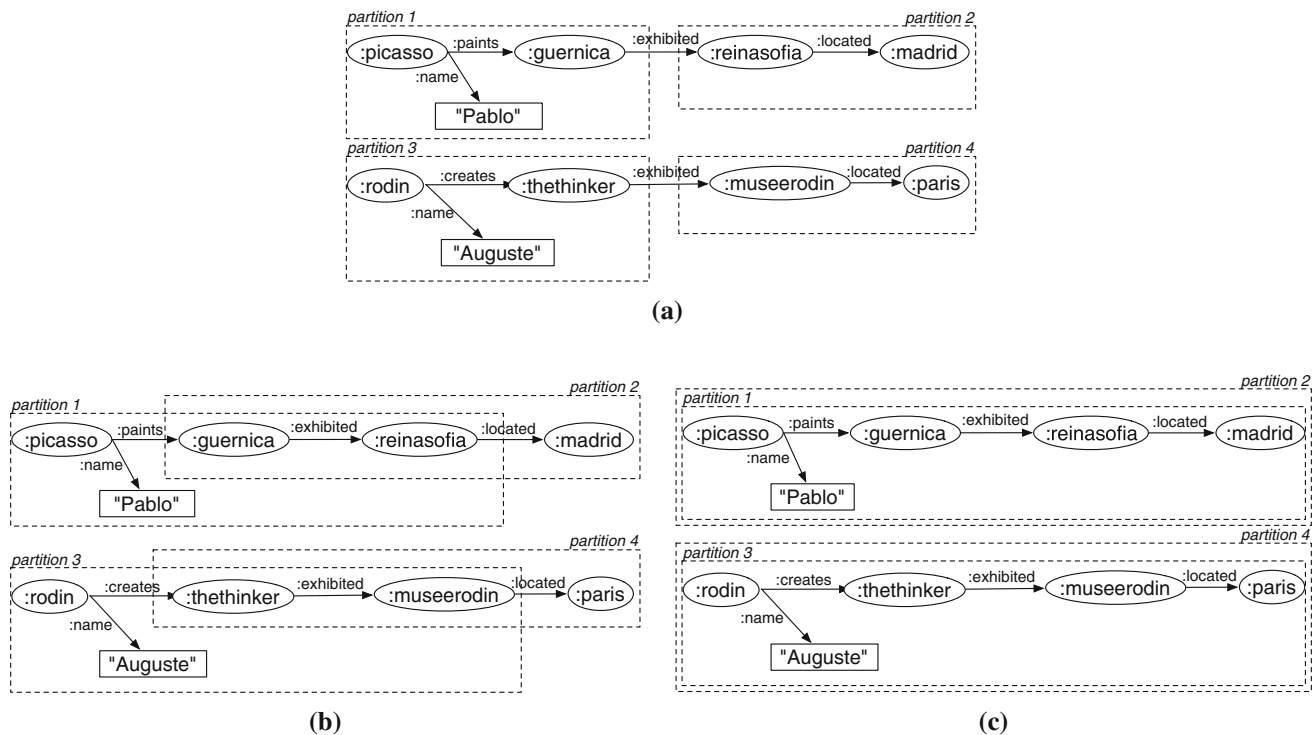 partition 1
partition 2
:picasso :paints :guernica :exhibited :reinasofia :located :madrid
:name
"Pablo"
partition 3
partition 4
:rodin :creates :thethinker :exhibited :museerodin :located :paris
:name
"Auguste"
(a)
partition 2
partition 1
:picasso :paints :guernica :exhibited :reinasofia :located :madrid
:name
"Pablo"
partition 4
partition 3
:rodin :creates :thethinker :exhibited :museerodin :located :paris
:name
"Auguste"
(b)
partition 2
partition 1
:picasso :paints :guernica :exhibited :reinasofia :located :madrid
:name
"Pablo"
partition 4
partition 3
:rodin :creates :thethinker :exhibited :museerodin :located :paris
:name
"Auguste"
(c)